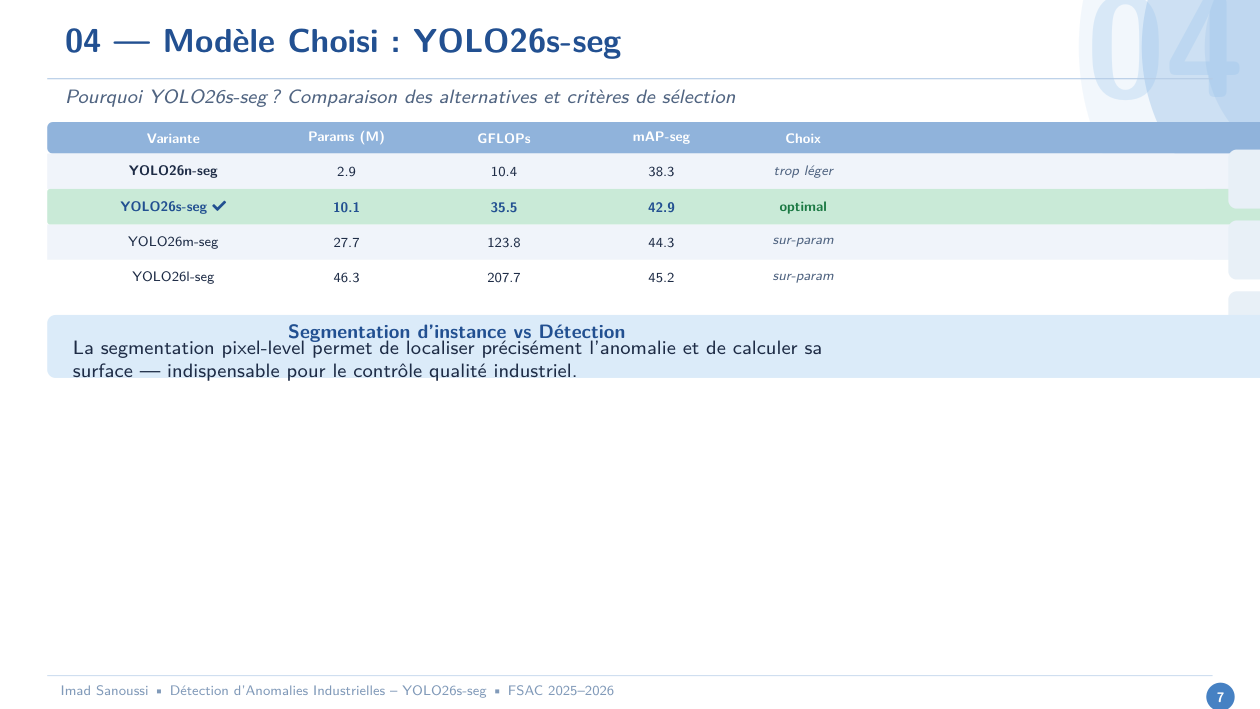 04 — Modèle Choisi : YOLO26s-seg
04
Pourquoi YOLO26s-seg ? Comparaison des alternatives et critères de sélection
Variante Params (M) GFLOPs mAP-seg Choix
YOLO26n-seg 2.9 10.4 38.3 trop léger
YOLO26s-seg ✔ 10.1 35.5 42.9 optimal
YOLO26m-seg 27.7 123.8 44.3 sur-param
YOLO26l-seg 46.3 207.7 45.2 sur-param
Segmentation d'instance vs Détection
La segmentation pixel-level permet de localiser précisément l'anomalie et de calculer sa
surface — indispensable pour le contrôle qualité industriel.
Imad Sanoussi ▪ Détection d'Anomalies Industrielles – YOLO26s-seg ▪ FSAC 2025–2026
7